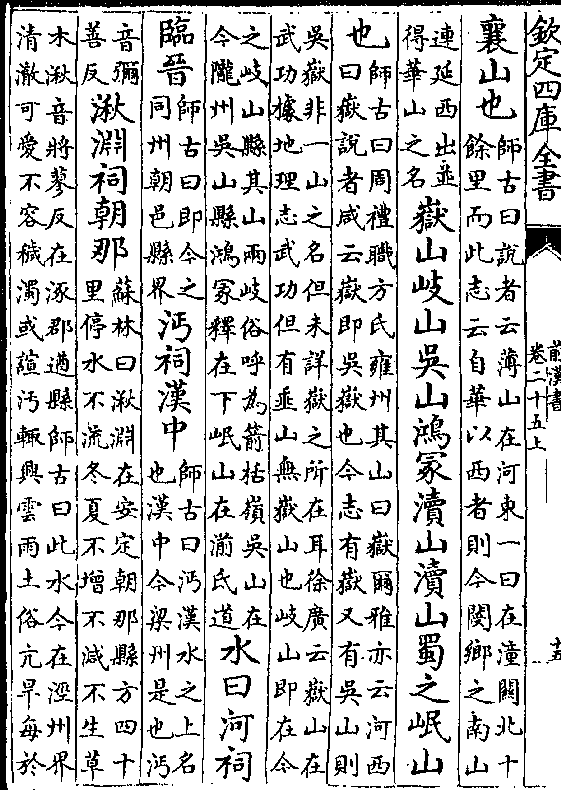 欽定四庫全書
前漢書
卷二十五上
十五
襄山也
師古曰說者云薄山在河東一曰在潼關北十
餘里而此志云自華以西者則今閿鄉之南山
連延西出並
得華山之名
嶽山岐山吳山鴻冢瀆山瀆山蜀之岷山
也
師古曰周禮職方氏雍州其山曰嶽爾雅亦云河西
曰嶽說者咸云嶽即吳嶽也今志有嶽又有吳山則
吳嶽非一山之名但未詳嶽之所在耳徐廣云嶽山在
武功據地理志武功但有垂山無嶽山也岐山即在今
之岐山縣其山兩岐俗呼為箭栝嶺吳山在
今隴州吳山縣鴻冢釋在下岷山在湔氐道
水曰河祠
臨晉
師古曰即今之
同州朝邑縣界
沔祠漢中
師古曰沔漢水之上名
也漢中今梁州是也沔
音彌
善反
湫淵祠朝那
蘇林曰湫淵在安定朝那縣方四十
里停水不流冬夏不增不減不生草
木湫音將蓼反在涿郡遒縣師古曰此水今在涇州界
清澈可愛不容穢濁或諠汚輒興雲雨土俗亢旱每於